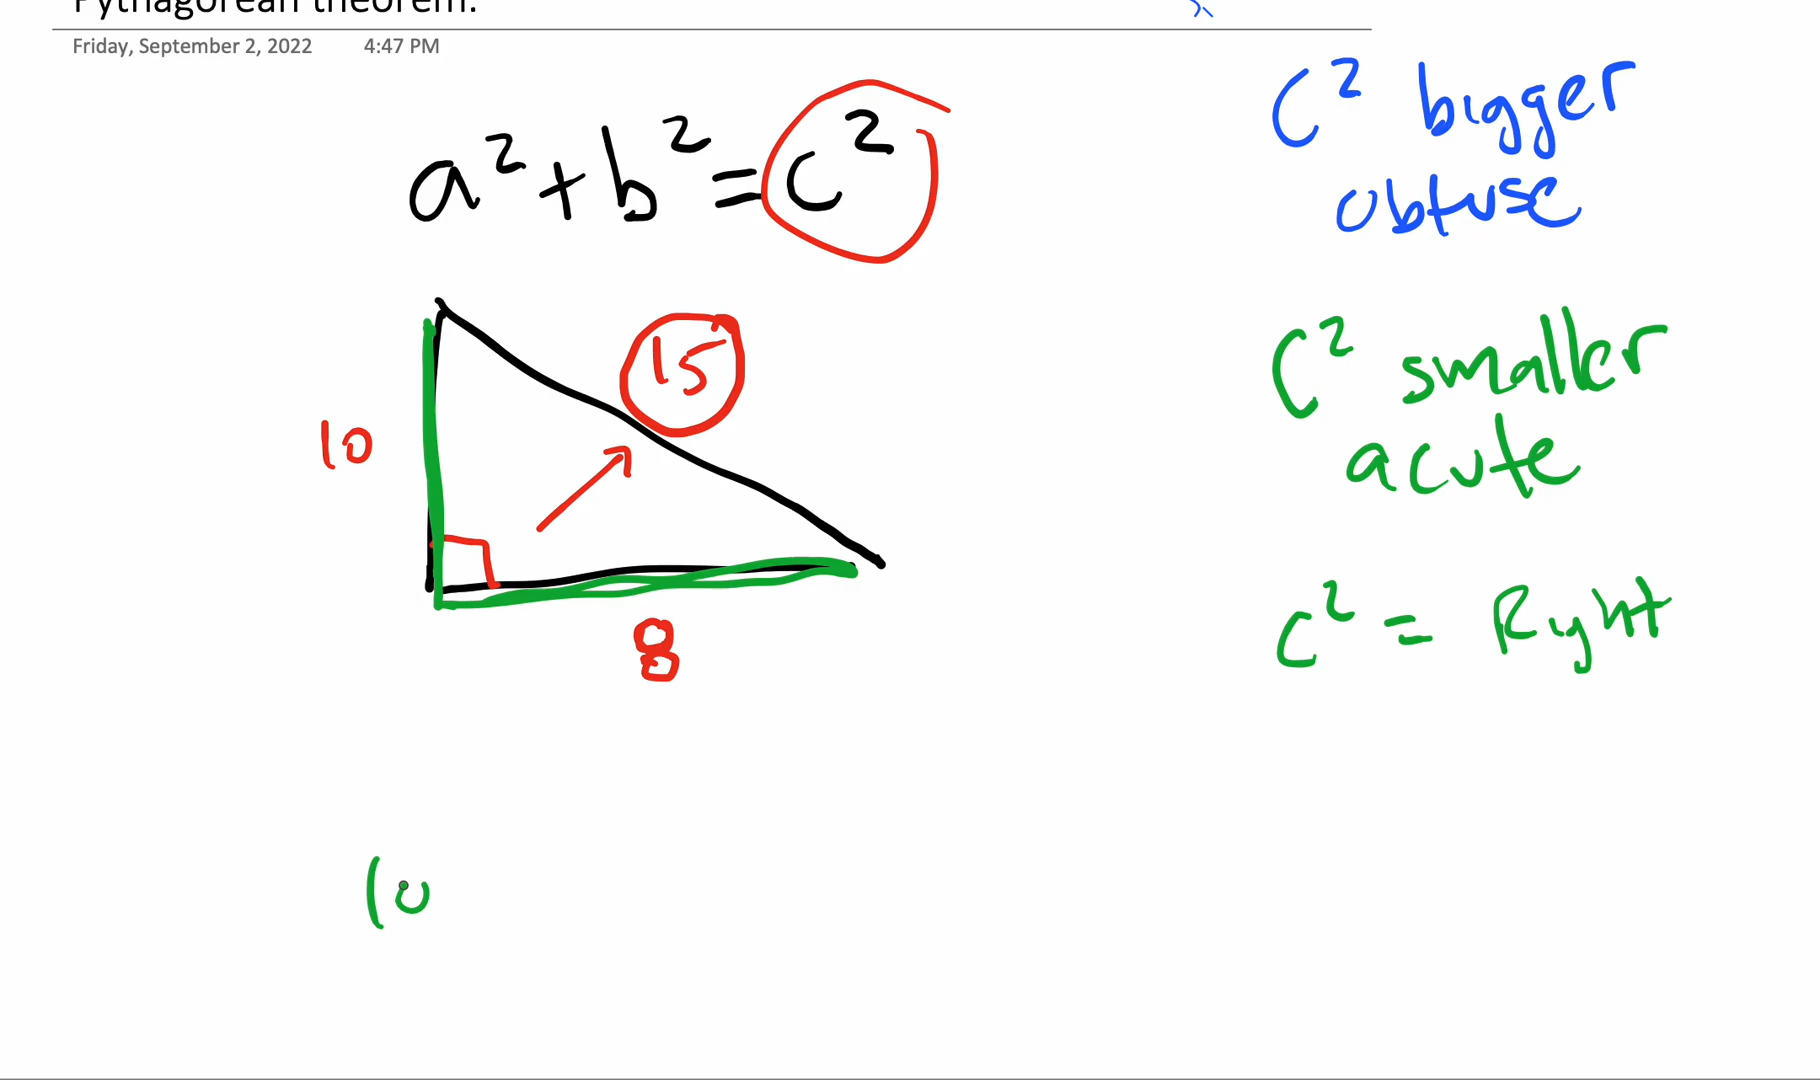 Pythagorean theorem.
Friday, September 2, 2022 4:47 PM
a² + b² = c²
15
10
8
10
C² bigger
obtuse
C² smaller
acute
C² = Right